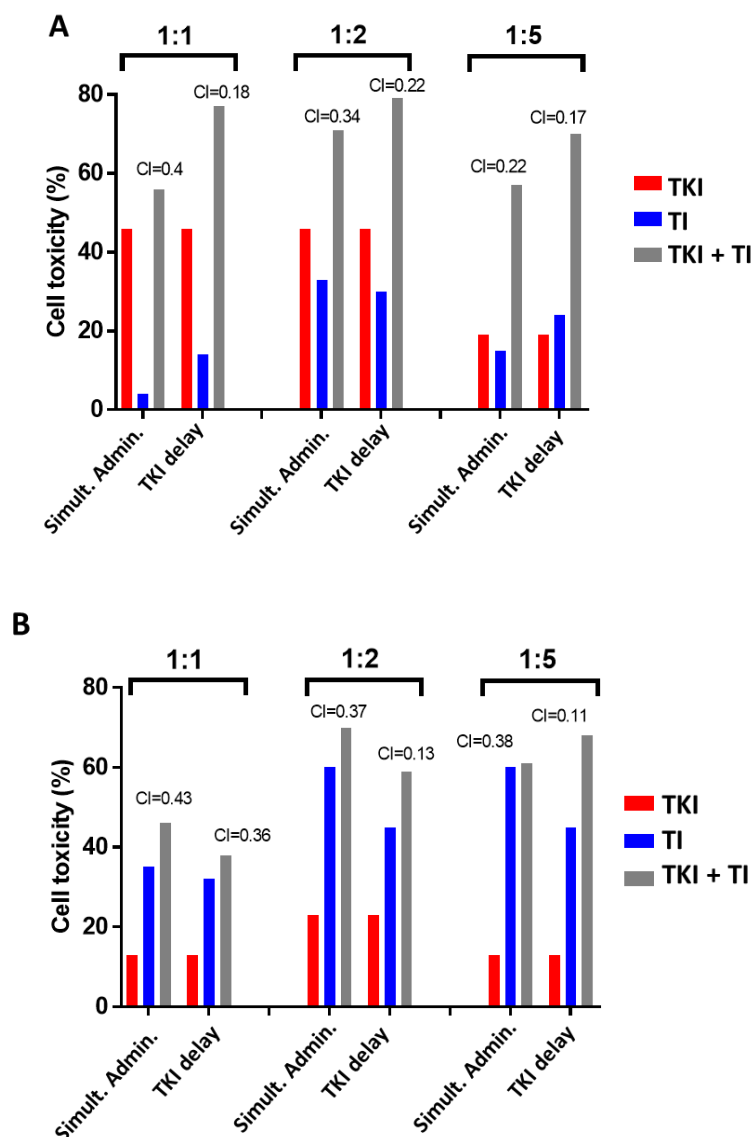 A
1:1 1:2 1:5
80
60
40
20
0
Cell toxicity (%)
CI=0.4
CI=0.18
CI=0.34
CI=0.22
CI=0.22
CI=0.17
TKI
TI
TKI + TI
Simult. Admin.
TKI delay
Simult. Admin.
TKI delay
Simult. Admin.
TKI delay
B
1:1 1:2 1:5
80
60
40
20
0
Cell toxicity (%)
CI=0.43
CI=0.36
CI=0.37
CI=0.13
CI=0.38
CI=0.11
TKI
TI
TKI + TI
Simult. Admin.
TKI delay
Simult. Admin.
TKI delay
Simult. Admin.
TKI delay